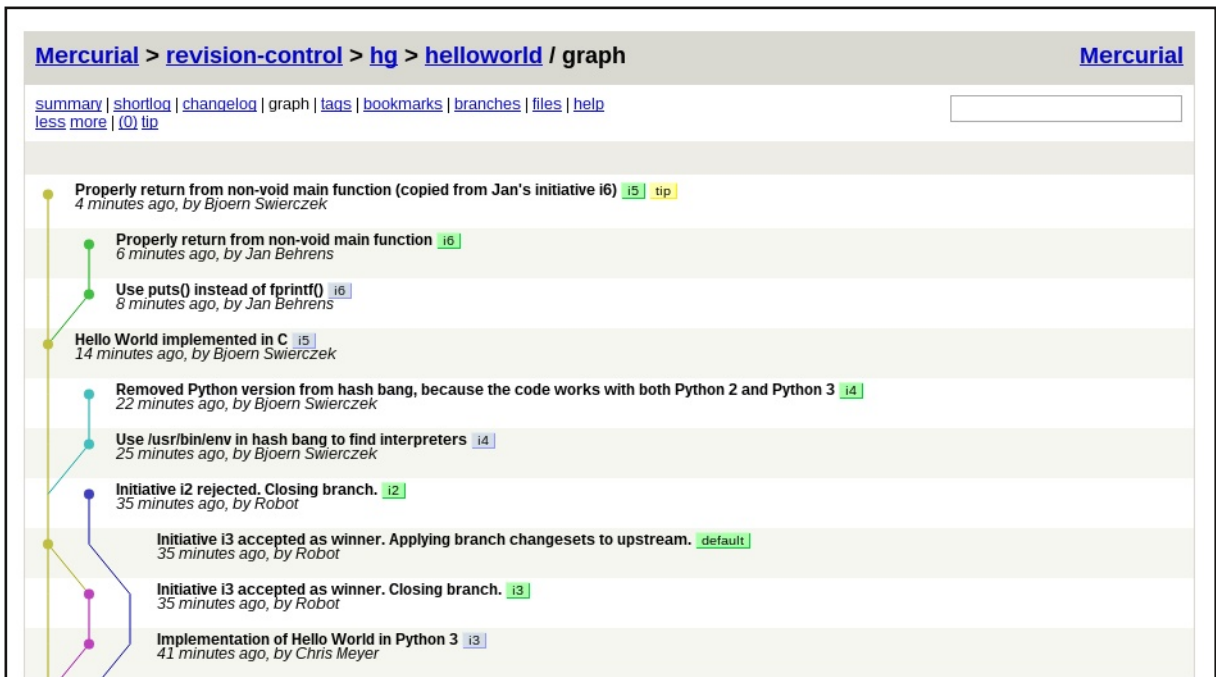 Mercurial > revision-control > hg > helloworld / graph Mercurial
summary | shortlog | changelog | graph | tags | bookmarks | branches | files | help
less more | (0) tip
Properly return from non-void main function (copied from Jan's initiative i6) i5 tip
4 minutes ago, by Bjoern Swierczek
Properly return from non-void main function i6
6 minutes ago, by Jan Behrens
Use puts() instead of fprintf() i6
8 minutes ago, by Jan Behrens
Hello World implemented in C i5
14 minutes ago, by Bjoern Swierczek
Removed Python version from hash bang, because the code works with both Python 2 and Python 3 i4
22 minutes ago, by Bjoern Swierczek
Use /usr/bin/env in hash bang to find interpreters i4
25 minutes ago, by Bjoern Swierczek
Initiative i2 rejected. Closing branch. i2
35 minutes ago, by Robot
Initiative i3 accepted as winner. Applying branch changesets to upstream. default
35 minutes ago, by Robot
Initiative i3 accepted as winner. Closing branch. i3
35 minutes ago, by Robot
Implementation of Hello World in Python 3 i3
41 minutes ago, by Chris Meyer